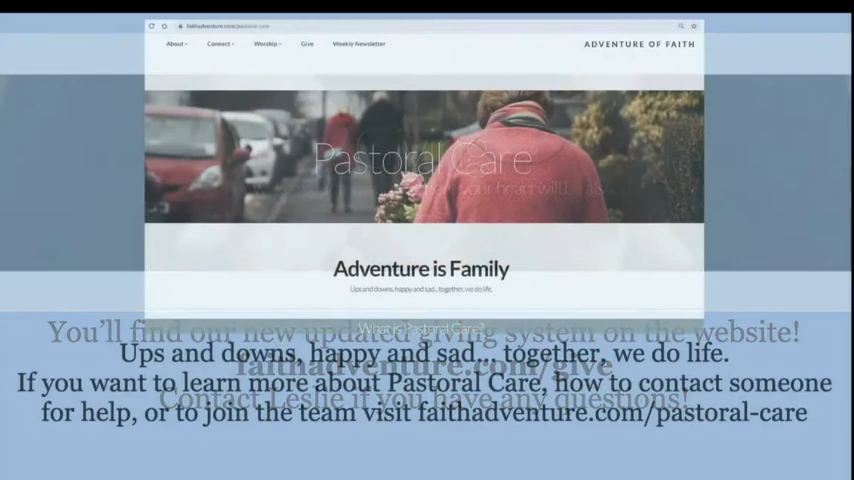 faithadventure.com/pastoral-care
About
Connect
Worship
Give
Weekly Newsletter
ADVENTURE OF FAITH
Pastoral Care
your heart will
Adventure is Family
Ups and downs, happy and sad... together, we do life.
What is Pastoral Care?
You'll find our new updated giving system on the website!
Ups and downs, happy and sad... together, we do life.
faithadventure.com/give
If you want to learn more about Pastoral Care, how to contact someone
Contact Leslie if you have any questions!
for help, or to join the team visit faithadventure.com/pastoral-care